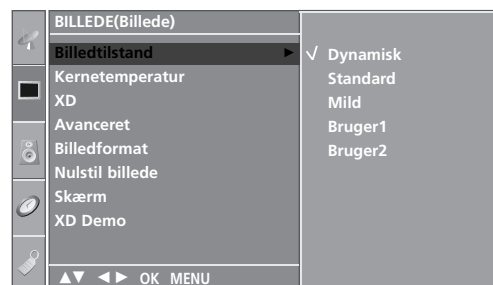 BILLEDE(Billede)
Billedtilstand ►
Kernetemperatur
XD
Avanceret
Billedformat
Nulstil billede
Skærm
XD Demo
▲▼ ◄► OK MENU
√ Dynamisk
Standard
Mild
Bruger1
Bruger2